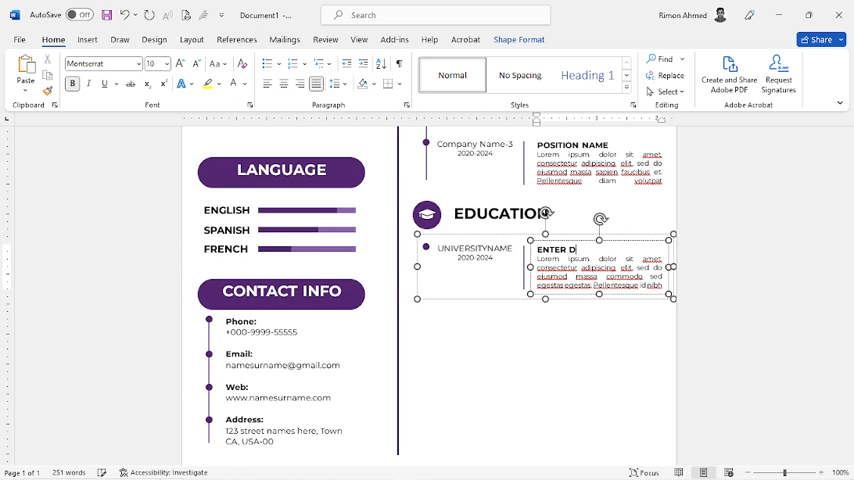 AutoSave Off
Document1 -...
Search
Rimon Ahmed
File Home Insert Draw Design Layout References Mailings Review View Add-ins Help Acrobat Shape Format
Share
Paste
Montserrat 10
Normal
No Spacing
Heading 1
Find
Replace
Select
Create and Share
Adobe PDF
Request
Signatures
Clipboard Font Paragraph Styles Editing Adobe Acrobat
LANGUAGE
ENGLISH
SPANISH
FRENCH
CONTACT INFO
Phone:
+000-9999-55555
Email:
namesurname@gmail.com
Web:
www.namesurname.com
Address:
123 street names here, Town
CA, USA-00
Company Name-3
2020-2024
POSITION NAME
Lorem ipsum dolor sit amet,
consectetur adipiscing elit, sed do
eiusmod massa sapien faucibus et.
Pellentesque diam volutpat
EDUCATION
UNIVERSITYNAME
2020-2024
ENTER D
Lorem ipsum dolor sit amet,
consectetur adipiscing elit, sed do
eiusmod massa commodo sed
egestas egestas. Pellentesque id nibh
Page 1 of 1 251 words Accessibility: Investigate Focus 100%